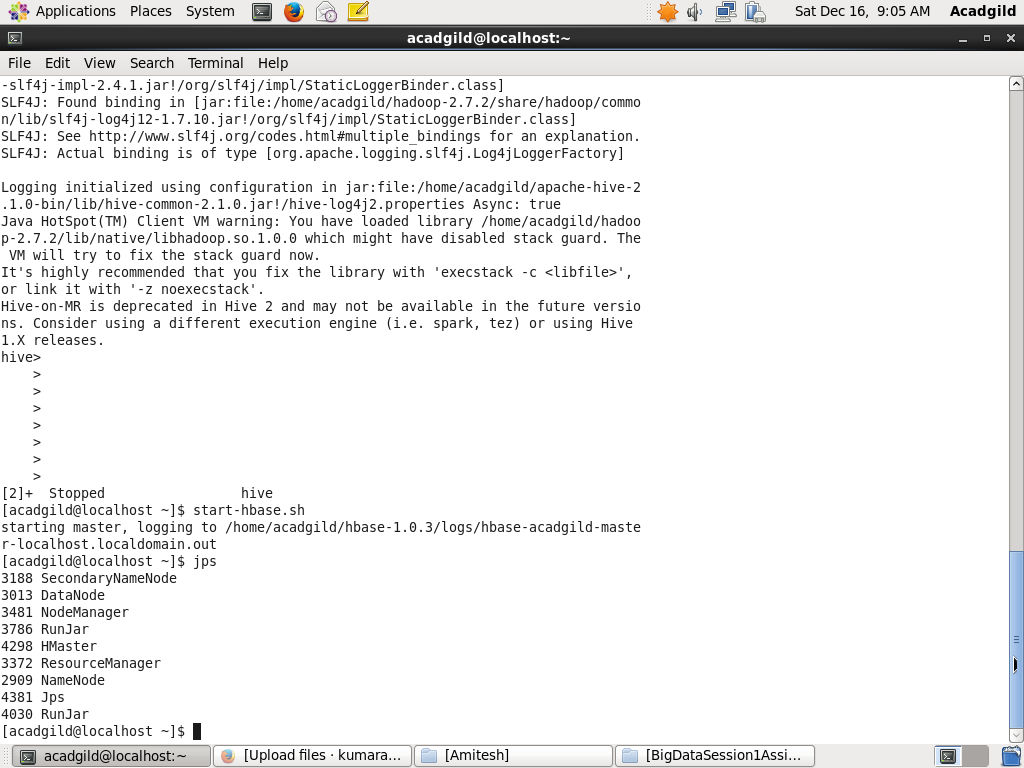 Applications Places System Sat Dec 16, 9:05 AM Acadgild
acadgild@localhost:~
File Edit View Search Terminal Help
-slf4j-impl-2.4.1.jar!/org/slf4j/impl/StaticLoggerBinder.class]
SLF4J: Found binding in [jar:file:/home/acadgild/hadoop-2.7.2/share/hadoop/commo
n/lib/slf4j-log4j12-1.7.10.jar!/org/slf4j/impl/StaticLoggerBinder.class]
SLF4J: See http://www.slf4j.org/codes.html#multiple_bindings for an explanation.
SLF4J: Actual binding is of type [org.apache.logging.slf4j.Log4jLoggerFactory]
Logging initialized using configuration in jar:file:/home/acadgild/apache-hive-2
.1.0-bin/lib/hive-common-2.1.0.jar!/hive-log4j2.properties Async: true
Java HotSpot(TM) Client VM warning: You have loaded library /home/acadgild/hadoo
p-2.7.2/lib/native/libhadoop.so.1.0.0 which might have disabled stack guard. The
 VM will try to fix the stack guard now.
It's highly recommended that you fix the library with 'execstack -c <libfile>',
or link it with '-z noexecstack'.
Hive-on-MR is deprecated in Hive 2 and may not be available in the future versio
ns. Consider using a different execution engine (i.e. spark, tez) or using Hive
1.X releases.
hive>
    >
    >
    >
    >
    >
    >
    >
[2]+  Stopped                 hive
[acadgild@localhost ~]$ start-hbase.sh
starting master, logging to /home/acadgild/hbase-1.0.3/logs/hbase-acadgild-maste
r-localhost.localdomain.out
[acadgild@localhost ~]$ jps
3188 SecondaryNameNode
3013 DataNode
3481 NodeManager
3786 RunJar
4298 HMaster
3372 ResourceManager
2909 NameNode
4381 Jps
4030 RunJar
[acadgild@localhost ~]$
acadgild@localhost:~ [Upload files · kumara... [Amitesh] [BigDataSession1Assi...